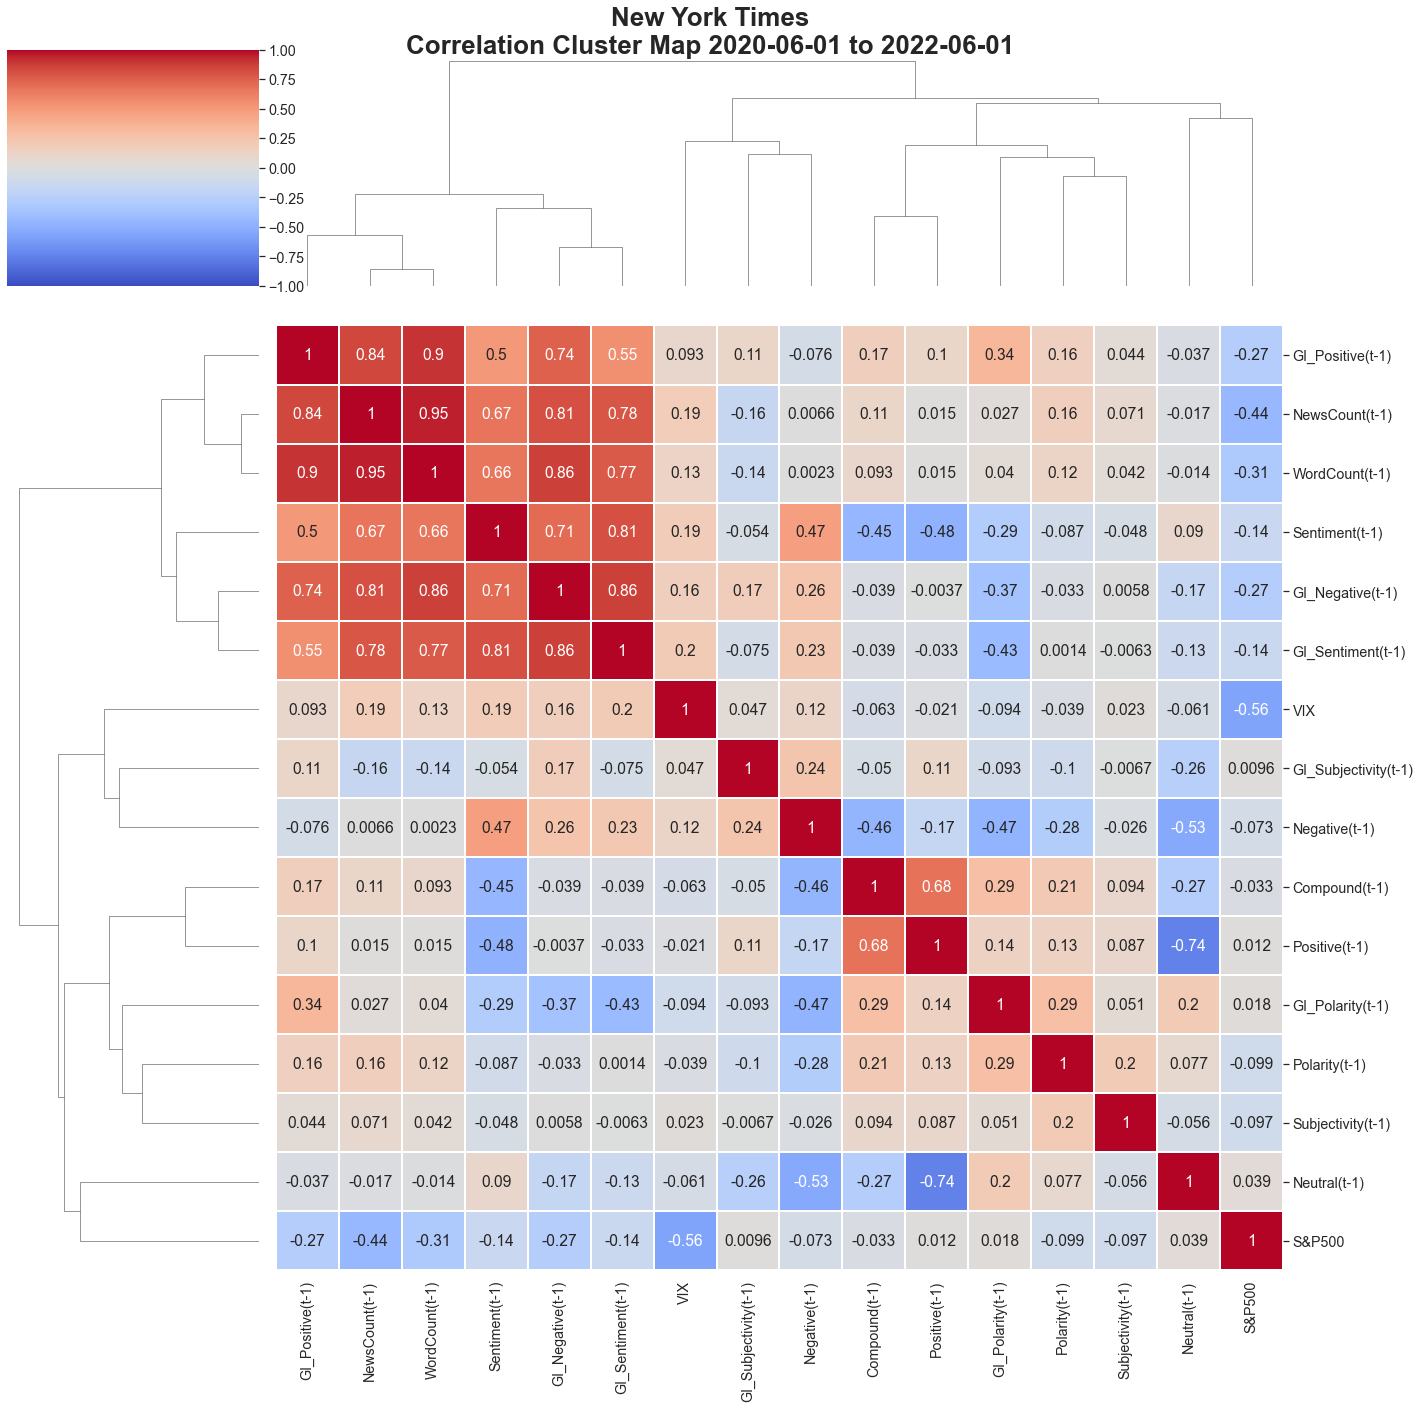 New York Times
Correlation Cluster Map 2020-06-01 to 2022-06-01
1.00
0.75
0.50
0.25
0.00
−0.25
−0.50
−0.75
−1.00
1 0.84 0.9 0.5 0.74 0.55 0.093 0.11 -0.076 0.17 0.1 0.34 0.16 0.044 -0.037 -0.27 GI_Positive(t-1)
0.84 1 0.95 0.67 0.81 0.78 0.19 -0.16 0.0066 0.11 0.015 0.027 0.16 0.071 -0.017 -0.44 NewsCount(t-1)
0.9 0.95 1 0.66 0.86 0.77 0.13 -0.14 0.0023 0.093 0.015 0.04 0.12 0.042 -0.014 -0.31 WordCount(t-1)
0.5 0.67 0.66 1 0.71 0.81 0.19 -0.054 0.47 -0.45 -0.48 -0.29 -0.087 -0.048 0.09 -0.14 Sentiment(t-1)
0.74 0.81 0.86 0.71 1 0.86 0.16 0.17 0.26 -0.039 -0.0037 -0.37 -0.033 0.0058 -0.17 -0.27 GI_Negative(t-1)
0.55 0.78 0.77 0.81 0.86 1 0.2 -0.075 0.23 -0.039 -0.033 -0.43 0.0014 -0.0063 -0.13 -0.14 GI_Sentiment(t-1)
0.093 0.19 0.13 0.19 0.16 0.2 1 0.047 0.12 -0.063 -0.021 -0.094 -0.039 0.023 -0.061 -0.56 VIX
0.11 -0.16 -0.14 -0.054 0.17 -0.075 0.047 1 0.24 -0.05 0.11 -0.093 -0.1 -0.0067 -0.26 0.0096 GI_Subjectivity(t-1)
-0.076 0.0066 0.0023 0.47 0.26 0.23 0.12 0.24 1 -0.46 -0.17 -0.47 -0.28 -0.026 -0.53 -0.073 Negative(t-1)
0.17 0.11 0.093 -0.45 -0.039 -0.039 -0.063 -0.05 -0.46 1 0.68 0.29 0.21 0.094 -0.27 -0.033 Compound(t-1)
0.1 0.015 0.015 -0.48 -0.0037 -0.033 -0.021 0.11 -0.17 0.68 1 0.14 0.13 0.087 -0.74 0.012 Positive(t-1)
0.34 0.027 0.04 -0.29 -0.37 -0.43 -0.094 -0.093 -0.47 0.29 0.14 1 0.29 0.051 0.2 0.018 GI_Polarity(t-1)
0.16 0.16 0.12 -0.087 -0.033 0.0014 -0.039 -0.1 -0.28 0.21 0.13 0.29 1 0.2 0.077 -0.099 Polarity(t-1)
0.044 0.071 0.042 -0.048 0.0058 -0.0063 0.023 -0.0067 -0.026 0.094 0.087 0.051 0.2 1 -0.056 -0.097 Subjectivity(t-1)
-0.037 -0.017 -0.014 0.09 -0.17 -0.13 -0.061 -0.26 -0.53 -0.27 -0.74 0.2 0.077 -0.056 1 0.039 Neutral(t-1)
-0.27 -0.44 -0.31 -0.14 -0.27 -0.14 -0.56 0.0096 -0.073 -0.033 0.012 0.018 -0.099 -0.097 0.039 1 S&P500
GI_Positive(t-1)
NewsCount(t-1)
WordCount(t-1)
Sentiment(t-1)
GI_Negative(t-1)
GI_Sentiment(t-1)
VIX
GI_Subjectivity(t-1)
Negative(t-1)
Compound(t-1)
Positive(t-1)
GI_Polarity(t-1)
Polarity(t-1)
Subjectivity(t-1)
Neutral(t-1)
S&P500